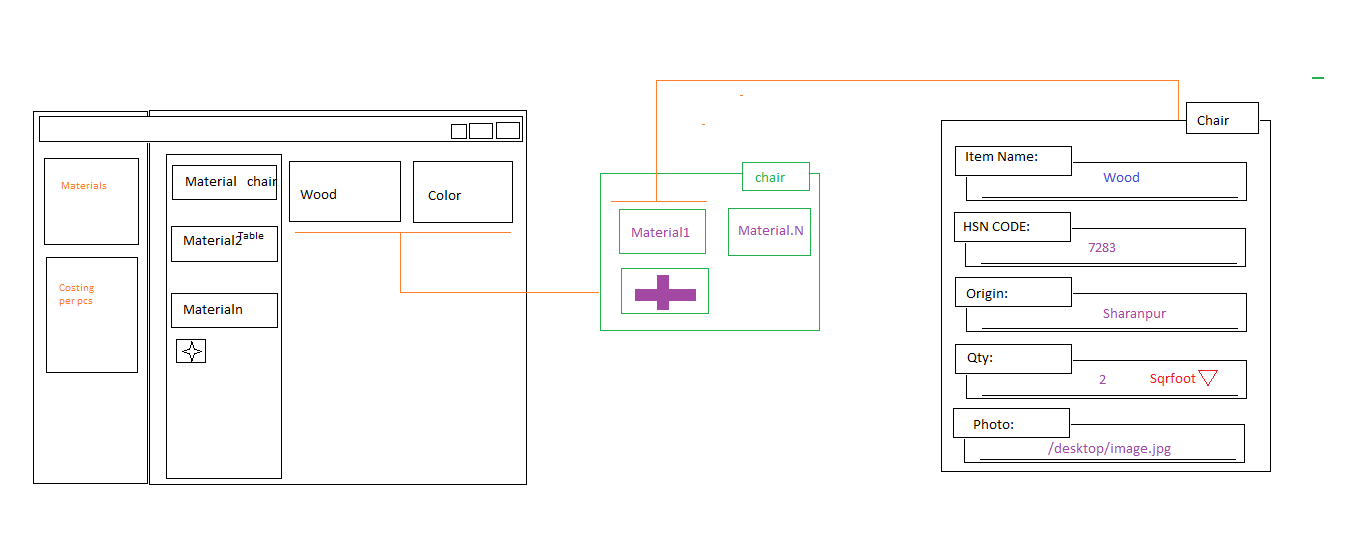 Materials
Costing
per pcs
Material chair
Material2 Table
Materialn
Wood
Color
chair
Material1
Material.N
Chair
Item Name:
Wood
HSN CODE:
7283
Origin:
Sharanpur
Qty:
2 Sqrfoot
Photo:
/desktop/image.jpg